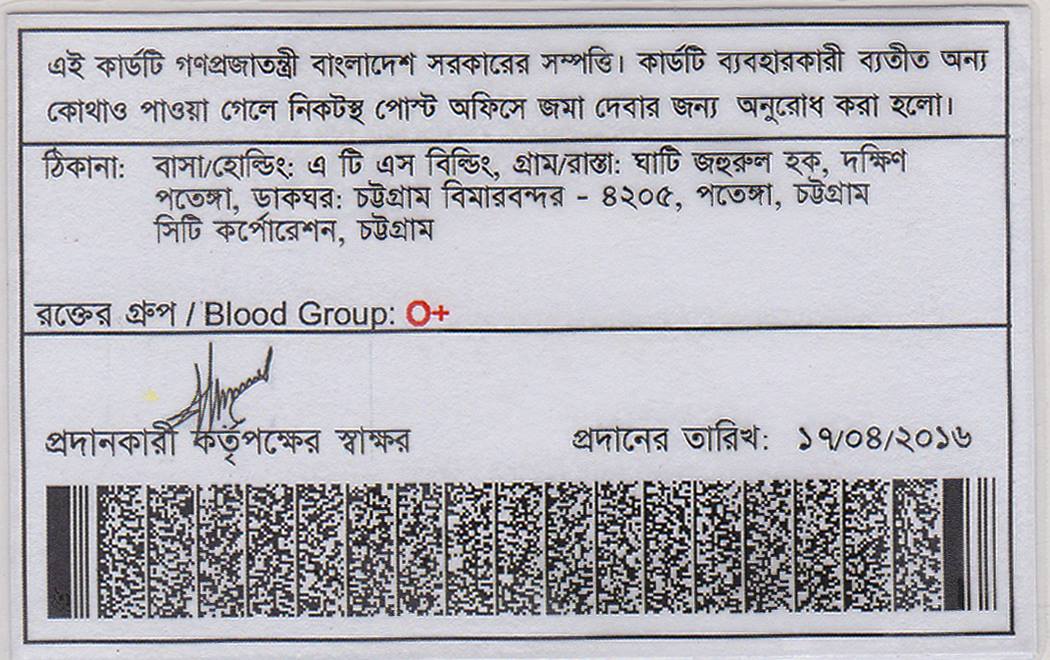 এই কার্ডটি গণপ্রজাতন্ত্রী বাংলাদেশ সরকারের সম্পত্তি। কার্ডটি ব্যবহারকারী ব্যতীত অন্য
কোথাও পাওয়া গেলে নিকটস্থ পোস্ট অফিসে জমা দেবার জন্য অনুরোধ করা হলো।
ঠিকানা: বাসা/হোল্ডিং: এ টি এস বিল্ডিং, গ্রাম/রাস্তা: ঘাটি জহুরুল হক, দক্ষিণ
পতেঙ্গা, ডাকঘর: চট্টগ্রাম বিমারবন্দর - ৪২০৫, পতেঙ্গা, চট্টগ্রাম
সিটি কর্পোরেশন, চট্টগ্রাম
রক্তের গ্রুপ / Blood Group: O+
প্রদানকারী কর্তৃপক্ষের স্বাক্ষর প্রদানের তারিখ: ১৭/০৪/২০১৬